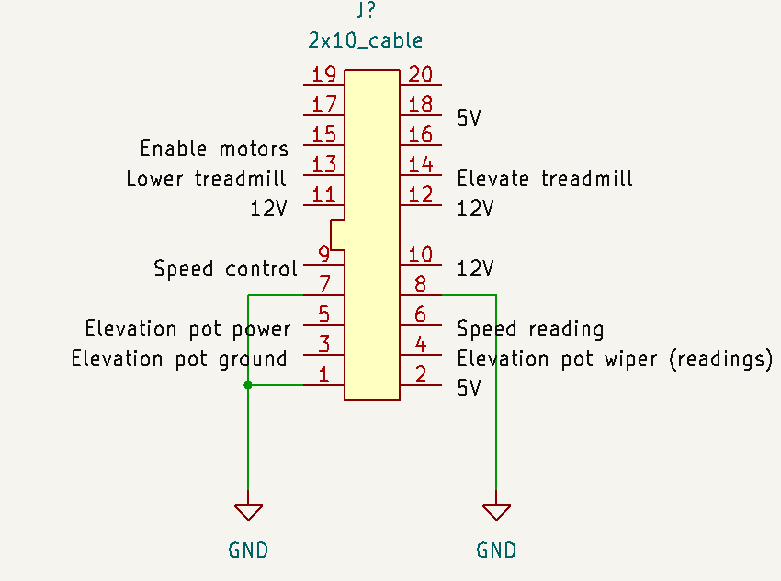 J?
2x10_cable
19 20
17 18 5V
Enable motors 15 16
Lower treadmill 13 14 Elevate treadmill
12V 11 12 12V
Speed control 9 10 12V
7 8
Elevation pot power 5 6 Speed reading
Elevation pot ground 3 4 Elevation pot wiper (readings)
1 2 5V
GND GND